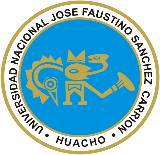 UNIVERSIDAD NACIONAL JOSE FAUSTINO SANCHEZ CARRION
• HUACHO •